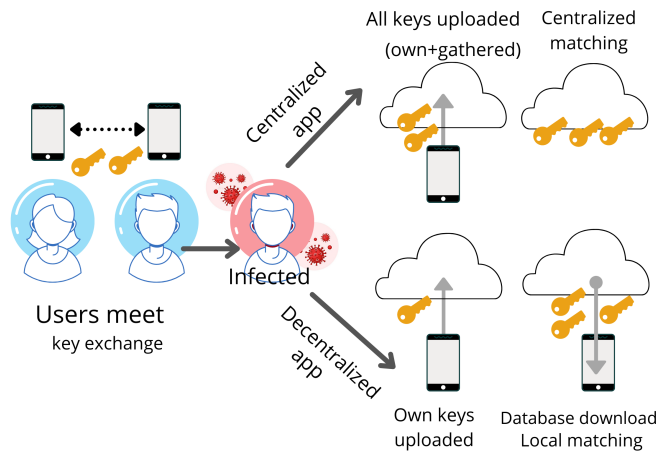 All keys uploaded
(own+gathered)
Centralized
matching
Centralized
app
Users meet
key exchange
Infected
Decentralized
app
Own keys
uploaded
Database download
Local matching